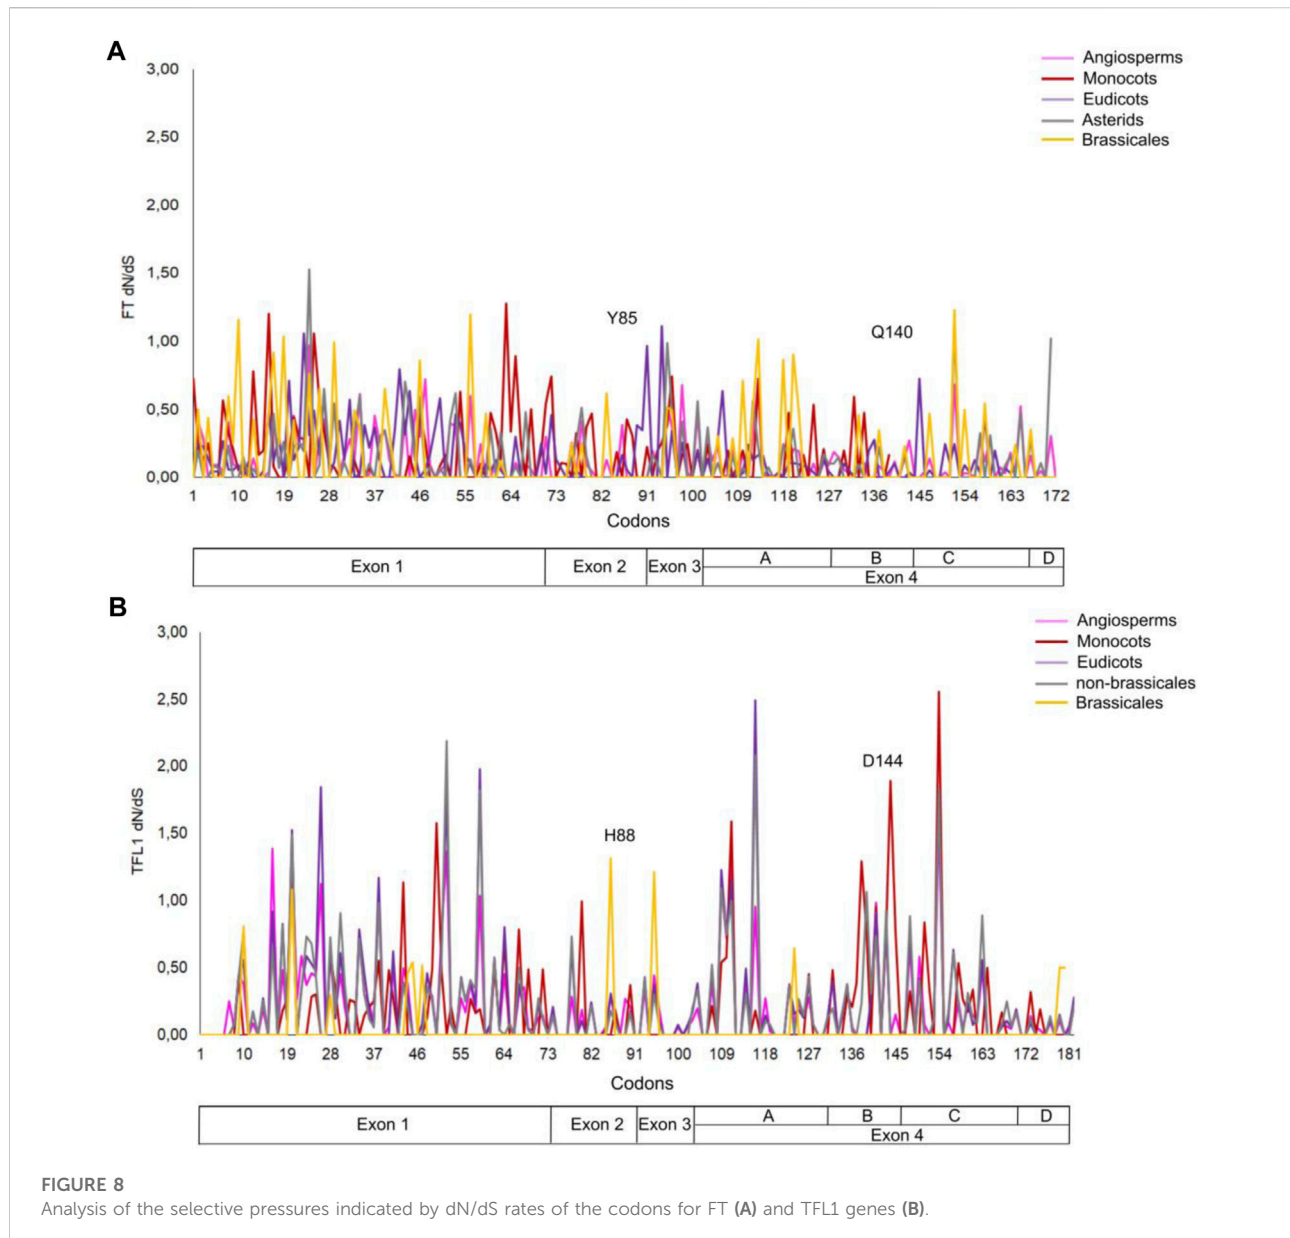 A
Angiosperms
Monocots
Eudicots
Asterids
Brassicales
3,00
2,50
2,00
1,50
1,00
0,50
0,00
FT dN/dS
Y85
Q140
1 10 19 28 37 46 55 64 73 82 91 100 109 118 127 136 145 154 163 172
Codons
Exon 1 Exon 2 Exon 3 A B C D
Exon 4
B
Angiosperms
Monocots
Eudicots
non-brassicales
Brassicales
3,00
2,50
2,00
1,50
1,00
0,50
0,00
TFL1 dN/dS
H88
D144
1 10 19 28 37 46 55 64 73 82 91 100 109 118 127 136 145 154 163 172 181
Codons
Exon 1 Exon 2 Exon 3 A B C D
Exon 4
FIGURE 8
Analysis of the selective pressures indicated by dN/dS rates of the codons for FT (A) and TFL1 genes (B).